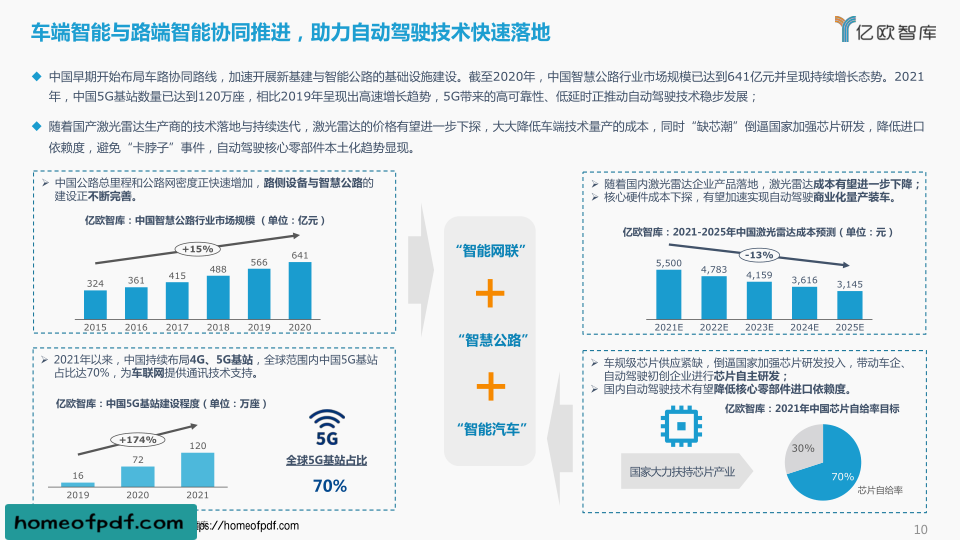 车端智能与路端智能协同推进，助力自动驾驶技术快速落地
亿欧智库
◆ 中国早期开始布局车路协同路线，加速开展新基建与智能公路的基础设施建设。截至2020年，中国智慧公路行业市场规模已达到641亿元并呈现持续增长态势。2021
年，中国5G基站数量已达到120万座，相比2019年呈现出高速增长趋势，5G带来的高可靠性、低延时正推动自动驾驶技术稳步发展；
◆ 随着国产激光雷达生产商的技术落地与持续迭代，激光雷达的价格有望进一步下探，大大降低车端技术量产的成本，同时“缺芯潮”倒逼国家加强芯片研发，降低进口
依赖度，避免“卡脖子”事件，自动驾驶核心零部件本土化趋势显现。
➢ 中国公路总里程和公路网密度正快速增加，路侧设备与智慧公路的
建设正不断完善。
亿欧智库：中国智慧公路行业市场规模（单位：亿元）
+15%
324 361 415 488 566 641
2015 2016 2017 2018 2019 2020
➢ 2021年以来，中国持续布局4G、5G基站，全球范围内中国5G基站
占比达70%，为车联网提供通讯技术支持。
亿欧智库：中国5G基站建设程度（单位：万座）
+174%
16 72 120
2019 2020 2021
5G
全球5G基站占比
70%
“智能网联”
+
“智慧公路”
+
“智能汽车”
➢ 随着国内激光雷达企业产品落地，激光雷达成本有望进一步下降；
➢ 核心硬件成本下探，有望加速实现自动驾驶商业化量产装车。
亿欧智库：2021-2025年中国激光雷达成本预测（单位：元）
-13%
5,500 4,783 4,159 3,616 3,145
2021E 2022E 2023E 2024E 2025E
➢ 车规级芯片供应紧缺，倒逼国家加强芯片研发投入，带动车企、
自动驾驶初创企业进行芯片自主研发；
➢ 国内自动驾驶技术有望降低核心零部件进口依赖度。
亿欧智库：2021年中国芯片自给率目标
国家大力扶持芯片产业
30%
70%
芯片自给率
homeofpdf.com
ps://homeofpdf.com
10